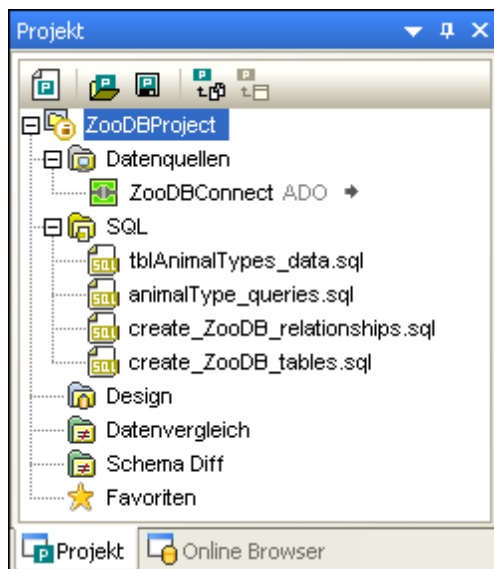 Projekt
ZooDBProject
Datenquellen
ZooDBConnect ADO
SQL
tblAnimalTypes_data.sql
animalType_queries.sql
create_ZooDB_relationships.sql
create_ZooDB_tables.sql
Design
Datenvergleich
Schema Diff
Favoriten
Projekt Online Browser